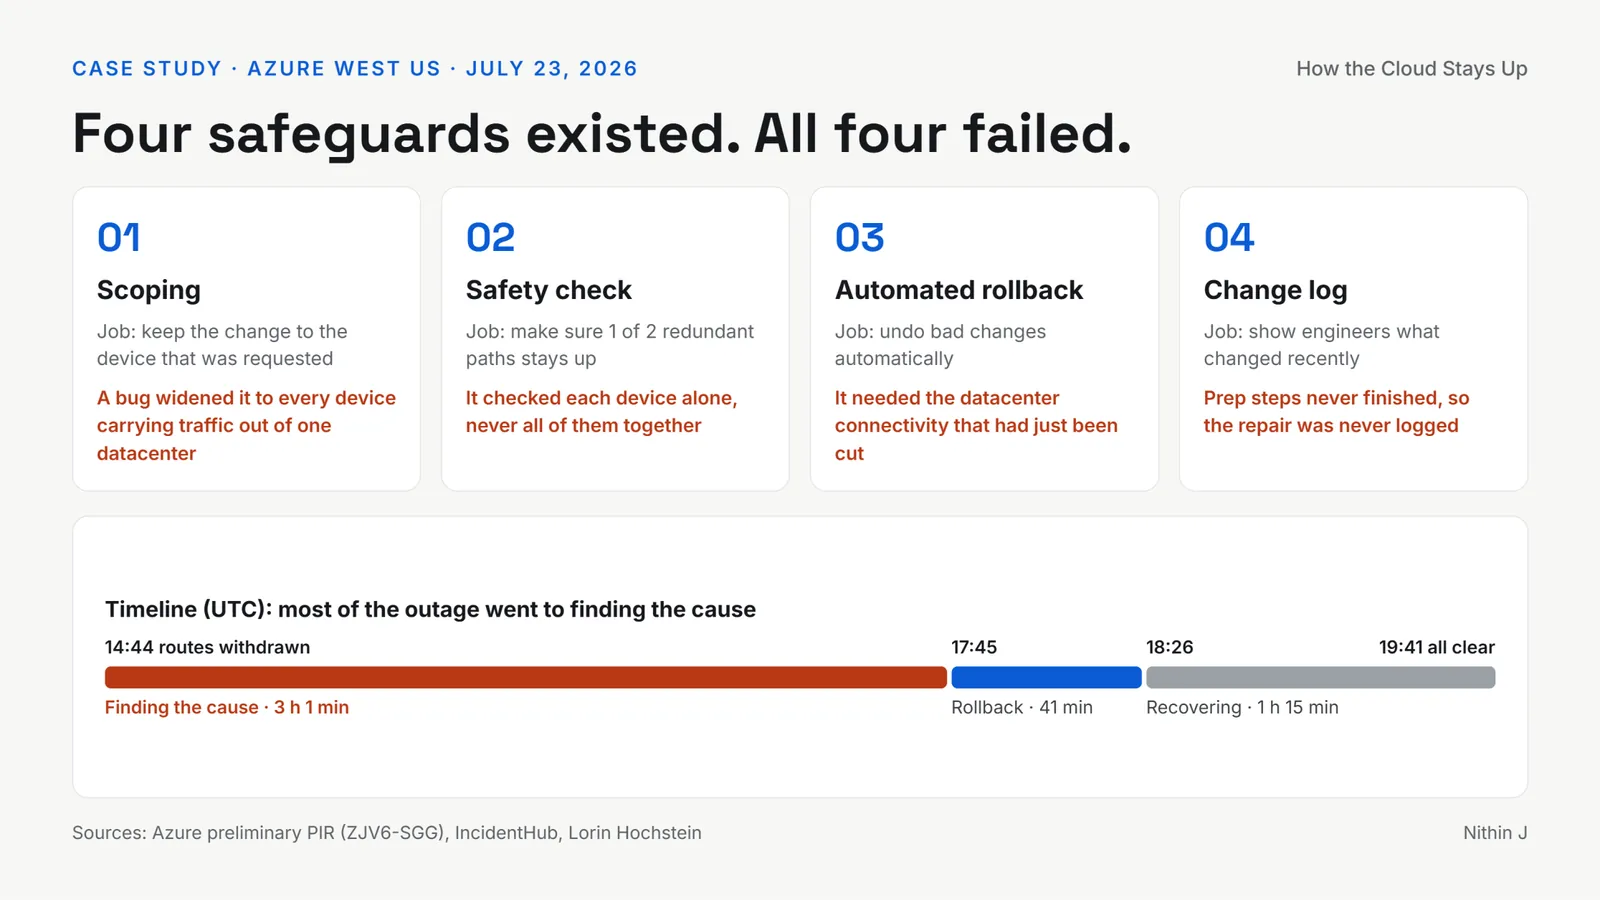 CASE STUDY · AZURE WEST US · JULY 23, 2026
How the Cloud Stays Up
Four safeguards existed. All four failed.
01
Scoping
Job: keep the change to the
device that was requested
A bug widened it to every device
carrying traffic out of one
datacenter
02
Safety check
Job: make sure 1 of 2 redundant
paths stays up
It checked each device alone,
never all of them together
03
Automated rollback
Job: undo bad changes
automatically
It needed the datacenter
connectivity that had just been
cut
04
Change log
Job: show engineers what
changed recently
Prep steps never finished, so
the repair was never logged
Timeline (UTC): most of the outage went to finding the cause
14:44 routes withdrawn
17:45
18:26
19:41 all clear
Finding the cause · 3 h 1 min
Rollback · 41 min
Recovering · 1 h 15 min
Sources: Azure preliminary PIR (ZJV6-SGG), IncidentHub, Lorin Hochstein
Nithin J